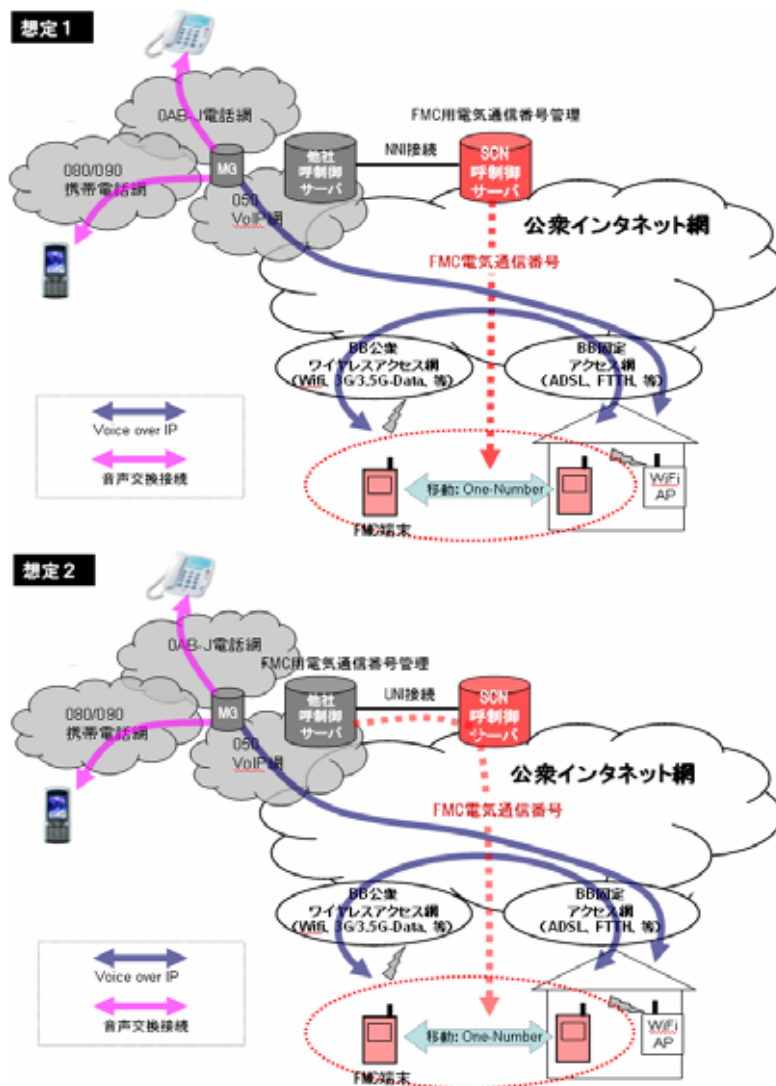 想定1
0AB-J電話網
FMC用電気通信番号管理
080/090
携帯電話網
MG
他社
呼制御
サーバ
NNI接続
SCN
呼制御
サーバ
050
VoIP網
公衆インタネット網
FMC電気通信番号
BB公衆
ワイヤレスアクセス網
(Wifi, 3G/3.5G-Data, 等)
BB固定
アクセス網
(ADSL, FTTH, 等)
Voice over IP
音声交換接続
移動: One-Number
WiFi
AP
FMC端末
想定2
0AB-J電話網
FMC用電気通信番号管理
080/090
携帯電話網
MG
他社
呼制御
サーバ
UNI接続
SCN
呼制御
サーバ
050
VoIP網
公衆インタネット網
FMC電気通信番号
BB公衆
ワイヤレスアクセス網
(Wifi, 3G/3.5G-Data, 等)
BB固定
アクセス網
(ADSL, FTTH, 等)
Voice over IP
音声交換接続
移動: One-Number
WiFi
AP
FMC端末